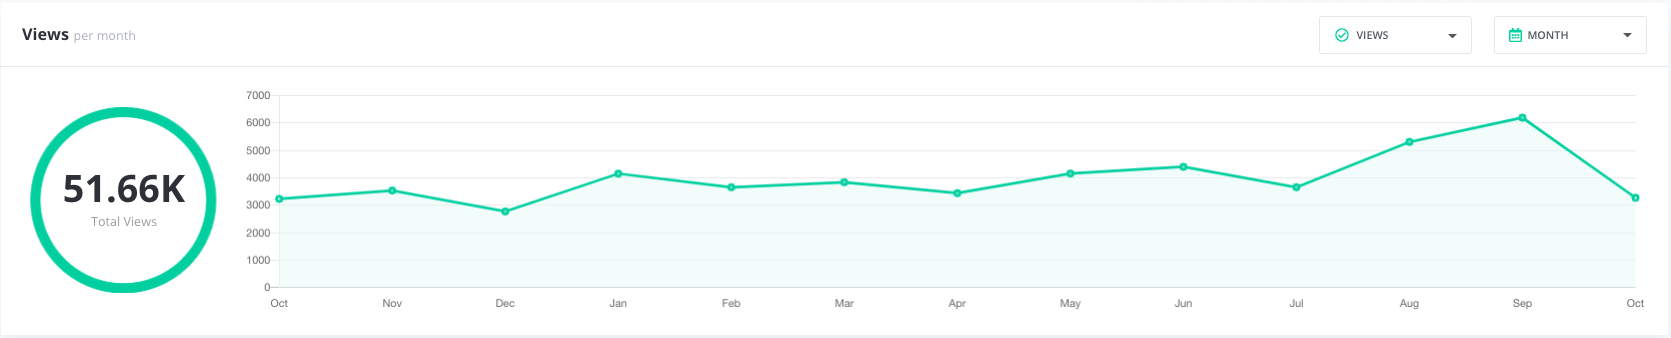 Views per month
VIEWS
MONTH
51.66K
Total Views
7000
6000
5000
4000
3000
2000
1000
0
Oct Nov Dec Jan Feb Mar Apr May Jun Jul Aug Sep Oct